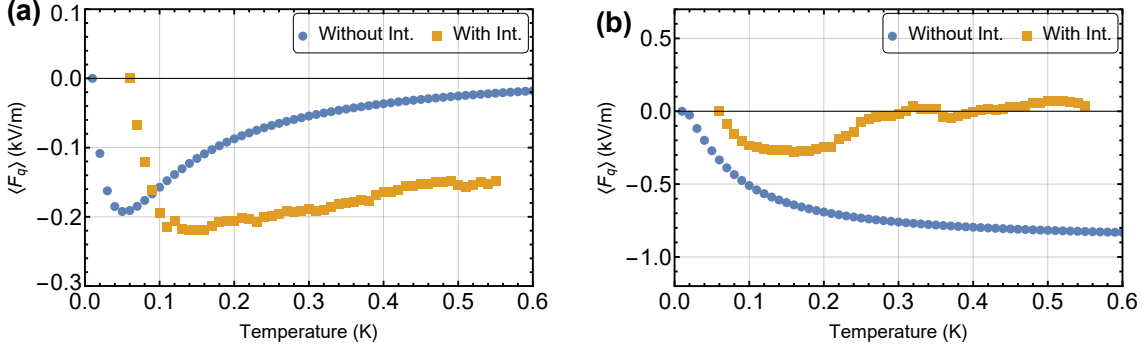 (a)
Without Int. With Int.
0.1
0.0
−0.1
−0.2
−0.3
⟨Fq⟩ (kV/m)
0.0 0.1 0.2 0.3 0.4 0.5 0.6
Temperature (K)
(b)
Without Int. With Int.
0.5
0.0
−0.5
−1.0
⟨Fq⟩ (kV/m)
0.0 0.1 0.2 0.3 0.4 0.5 0.6
Temperature (K)